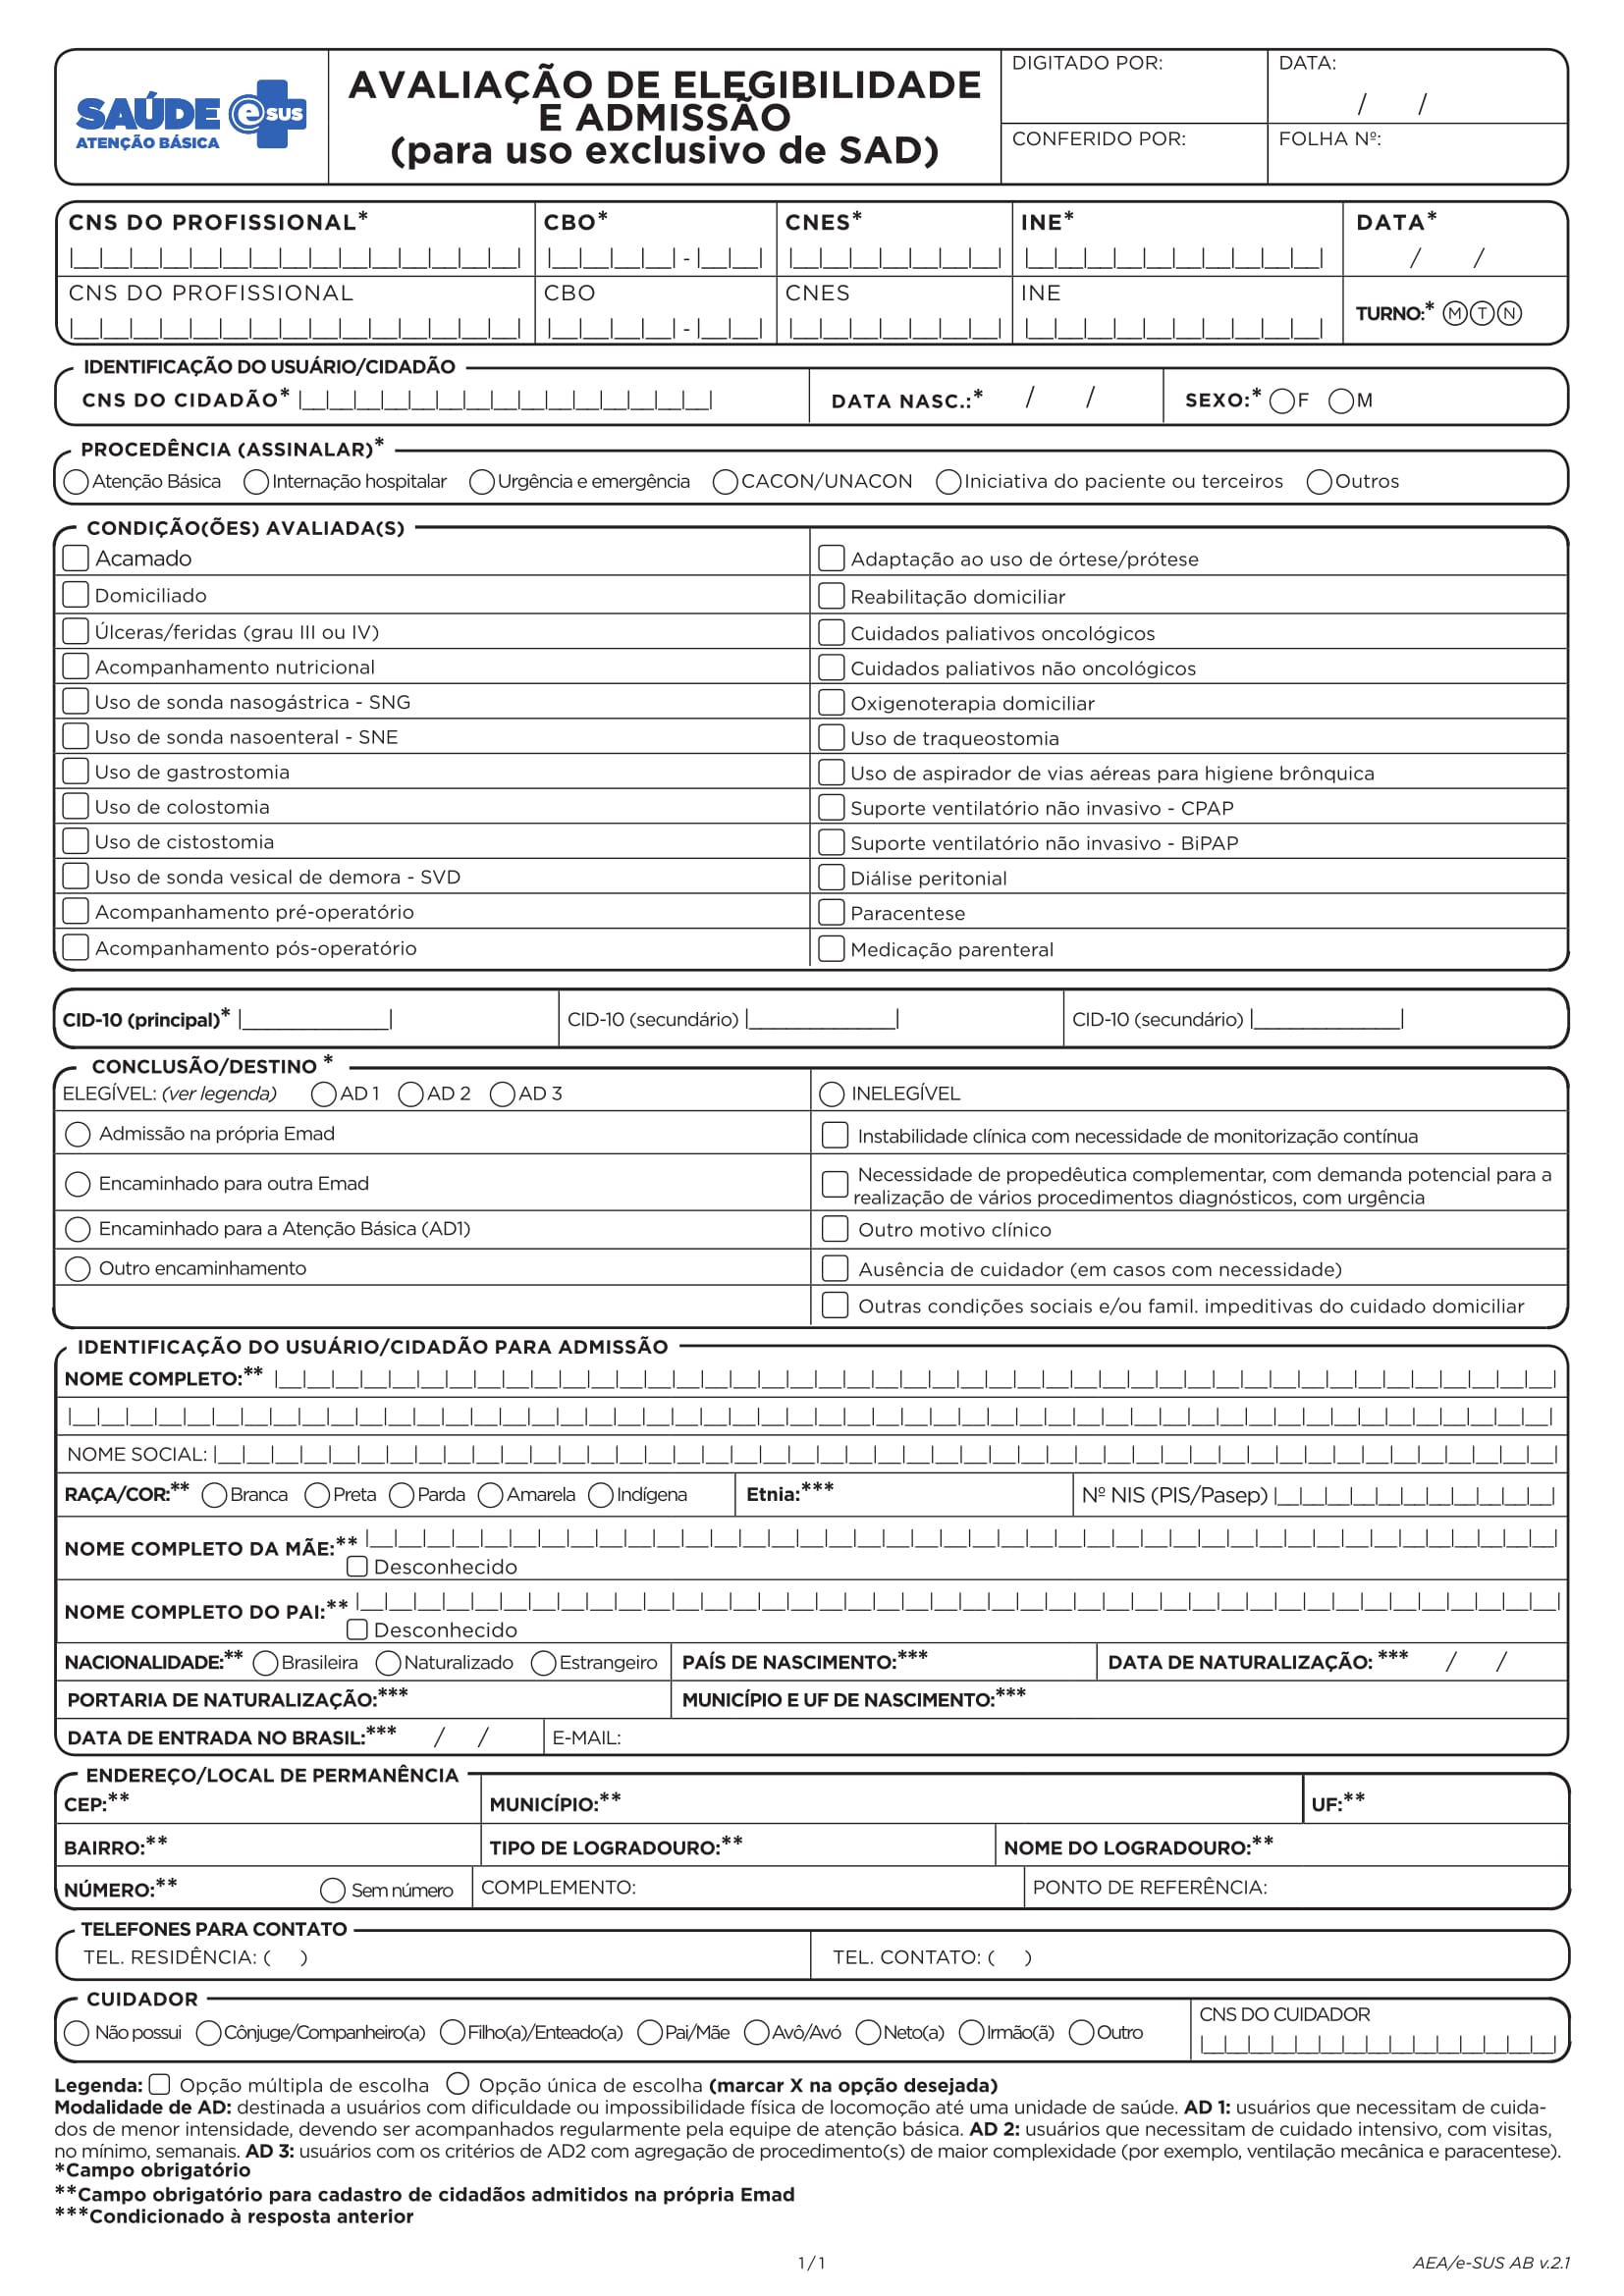 SAÚDE e SUS
ATENÇÃO BÁSICA
AVALIAÇÃO DE ELEGIBILIDADE
E ADMISSÃO
(para uso exclusivo de SAD)
DIGITADO POR: DATA:
/ /
CONFERIDO POR: FOLHA Nº:
CNS DO PROFISSIONAL* CBO* CNES* INE* DATA*
- / /
CNS DO PROFISSIONAL CBO CNES INE
- TURNO:* M T N
IDENTIFICAÇÃO DO USUÁRIO/CIDADÃO
CNS DO CIDADÃO* DATA NASC.:* / / SEXO:* F M
PROCEDÊNCIA (ASSINALAR)*
Atenção Básica Internação hospitalar Urgência e emergência CACON/UNACON Iniciativa do paciente ou terceiros Outros
CONDIÇÃO(ÕES) AVALIADA(S)
Acamado Adaptação ao uso de órtese/prótese
Domiciliado Reabilitação domiciliar
Úlceras/feridas (grau III ou IV) Cuidados paliativos oncológicos
Acompanhamento nutricional Cuidados paliativos não oncológicos
Uso de sonda nasogástrica - SNG Oxigenoterapia domiciliar
Uso de sonda nasoenteral - SNE Uso de traqueostomia
Uso de gastrostomia Uso de aspirador de vias aéreas para higiene brônquica
Uso de colostomia Suporte ventilatório não invasivo - CPAP
Uso de cistostomia Suporte ventilatório não invasivo - BiPAP
Uso de sonda vesical de demora - SVD Diálise peritonial
Acompanhamento pré-operatório Paracentese
Acompanhamento pós-operatório Medicação parenteral
CID-10 (principal)* CID-10 (secundário) CID-10 (secundário)
CONCLUSÃO/DESTINO *
ELEGÍVEL: (ver legenda) AD 1 AD 2 AD 3 INELEGÍVEL
Admissão na própria Emad Instabilidade clínica com necessidade de monitorização contínua
Encaminhado para outra Emad Necessidade de propedêutica complementar, com demanda potencial para a
realização de vários procedimentos diagnósticos, com urgência
Encaminhado para a Atenção Básica (AD1) Outro motivo clínico
Outro encaminhamento Ausência de cuidador (em casos com necessidade)
Outras condições sociais e/ou famil. impeditivas do cuidado domiciliar
IDENTIFICAÇÃO DO USUÁRIO/CIDADÃO PARA ADMISSÃO
NOME COMPLETO:**
NOME SOCIAL:
RAÇA/COR:** Branca Preta Parda Amarela Indígena Etnia:*** Nº NIS (PIS/Pasep)
NOME COMPLETO DA MÃE:**
Desconhecido
NOME COMPLETO DO PAI:**
Desconhecido
NACIONALIDADE:** Brasileira Naturalizado Estrangeiro PAÍS DE NASCIMENTO:*** DATA DE NATURALIZAÇÃO: *** / /
PORTARIA DE NATURALIZAÇÃO:*** MUNICÍPIO E UF DE NASCIMENTO:***
DATA DE ENTRADA NO BRASIL:*** / / E-MAIL:
ENDEREÇO/LOCAL DE PERMANÊNCIA
CEP:** MUNICÍPIO:** UF:**
BAIRRO:** TIPO DE LOGRADOURO:** NOME DO LOGRADOURO:**
NÚMERO:** Sem número COMPLEMENTO: PONTO DE REFERÊNCIA:
TELEFONES PARA CONTATO
TEL. RESIDÊNCIA: ( ) TEL. CONTATO: ( )
CUIDADOR
Não possui Cônjuge/Companheiro(a) Filho(a)/Enteado(a) Pai/Mãe Avô/Avó Neto(a) Irmão(ã) Outro CNS DO CUIDADOR
Legenda: Opção múltipla de escolha Opção única de escolha (marcar X na opção desejada)
Modalidade de AD: destinada a usuários com dificuldade ou impossibilidade física de locomoção até uma unidade de saúde. AD 1: usuários que necessitam de cuida-
dos de menor intensidade, devendo ser acompanhados regularmente pela equipe de atenção básica. AD 2: usuários que necessitam de cuidado intensivo, com visitas,
no mínimo, semanais. AD 3: usuários com os critérios de AD2 com agregação de procedimento(s) de maior complexidade (por exemplo, ventilação mecânica e paracentese).
*Campo obrigatório
**Campo obrigatório para cadastro de cidadãos admitidos na própria Emad
***Condicionado à resposta anterior
1/1 AEA/e-SUS AB v.2.1